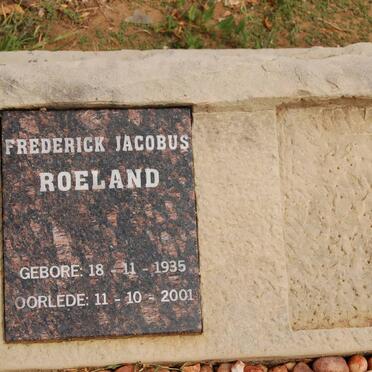 FREDERICK JACOBUS
ROELAND
GEBORE: 18 - 11 - 1935
OORLEDE: 11 - 10 - 2001